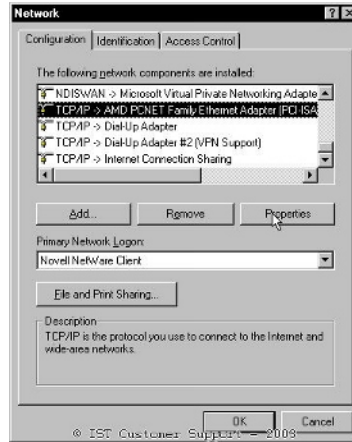 Network
Configuration Identification Access Control
The following network components are installed:
NDISWAN -> Microsoft Virtual Private Networking Adapte
TCP/IP -> AMD PCNET Family Ethernet Adapter (PCI-ISA
TCP/IP -> Dial-Up Adapter
TCP/IP -> Dial-Up Adapter #2 (VPN Support)
TCP/IP -> Internet Connection Sharing
Add... Remove Properties
Primary Network Logon:
Novell NetWare Client
File and Print Sharing...
Description
TCP/IP is the protocol you use to connect to the Internet and
wide-area networks.
OK Cancel
© IST Customer Support - 2003